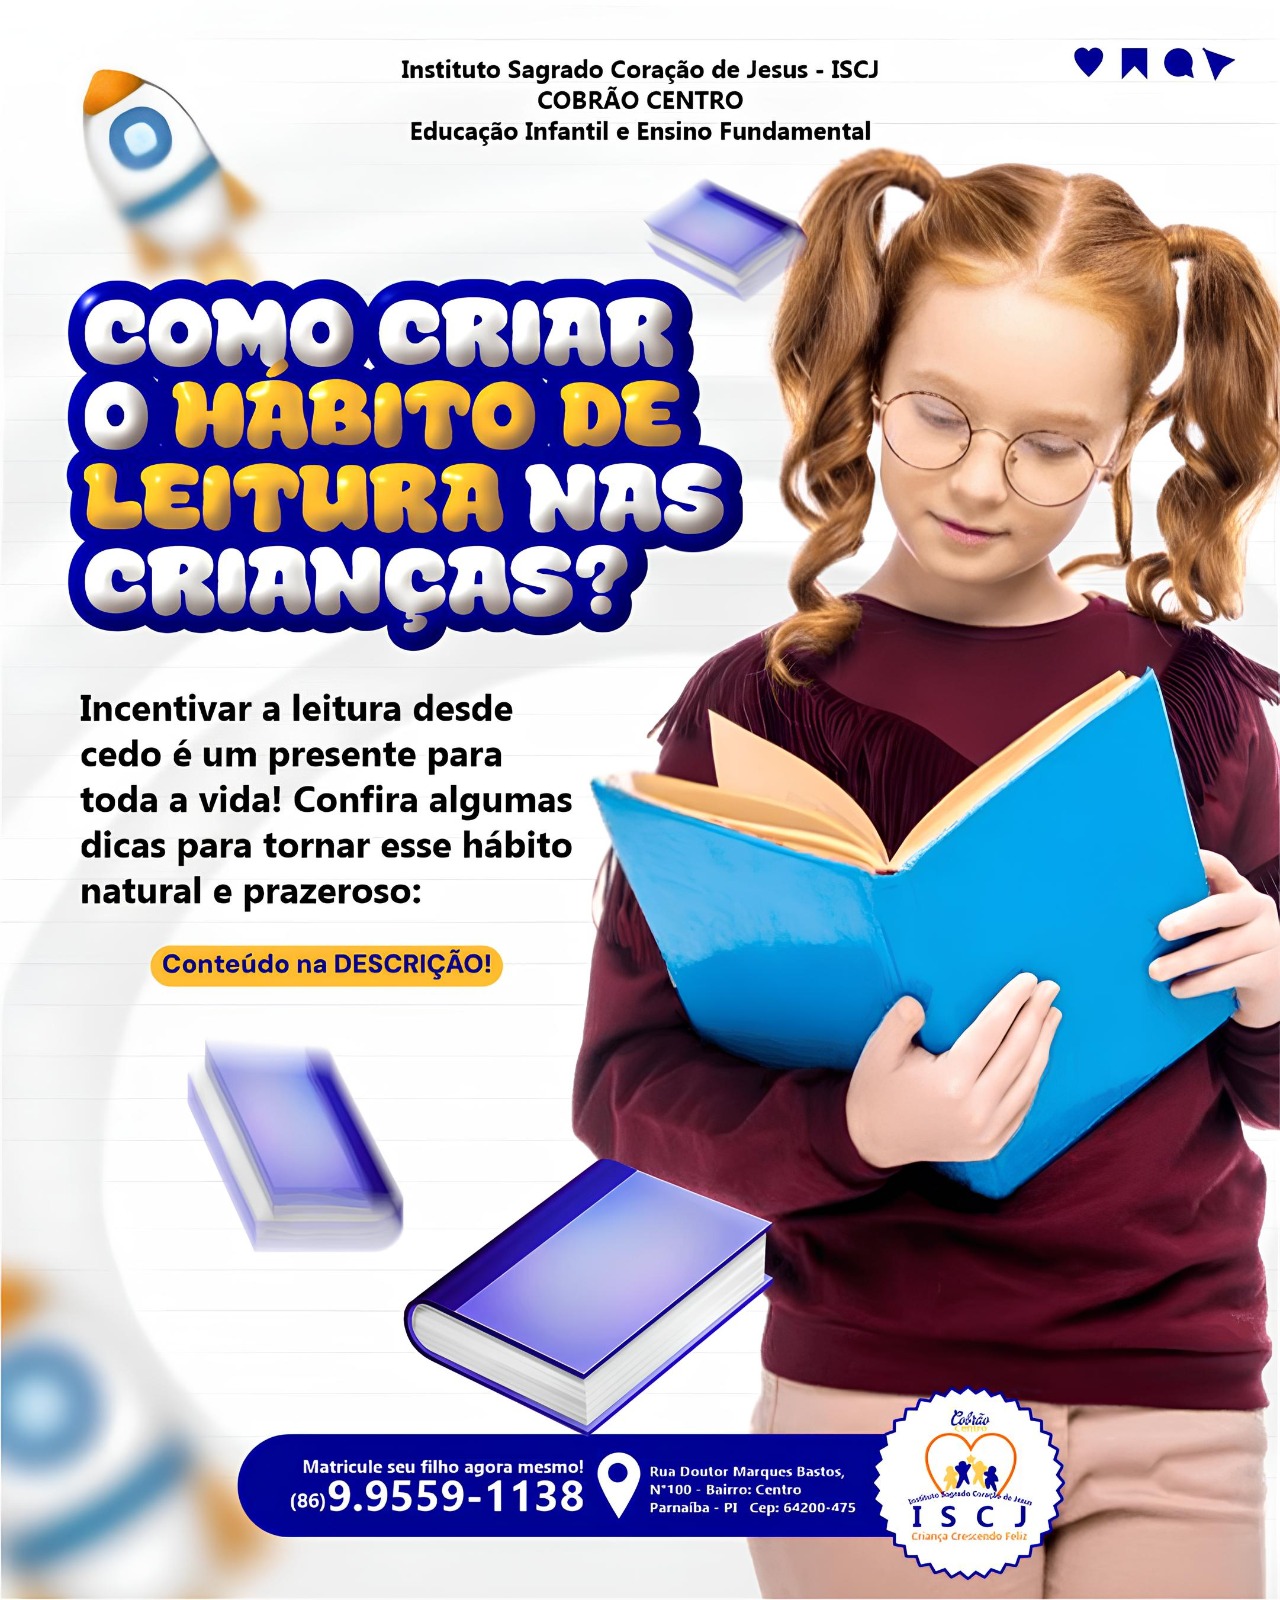 Instituto Sagrado Coração de Jesus - ISCJ
COBRÃO CENTRO
Educação Infantil e Ensino Fundamental
COMO CRIAR
O HÁBITO DE
LEITURA NAS
CRIANÇAS?
Incentivar a leitura desde
cedo é um presente para
toda a vida! Confira algumas
dicas para tornar esse hábito
natural e prazeroso:
Conteúdo na DESCRIÇÃO!
Matricule seu filho agora mesmo!
(86)9.9559-1138
Rua Doutor Marques Bastos,
N°100 - Bairro: Centro
Parnaíba - PI Cep: 64200-475
Cobrão
Centro
Instituto Sagrado Coração de Jesus
I S C J
Criança Crescendo Feliz